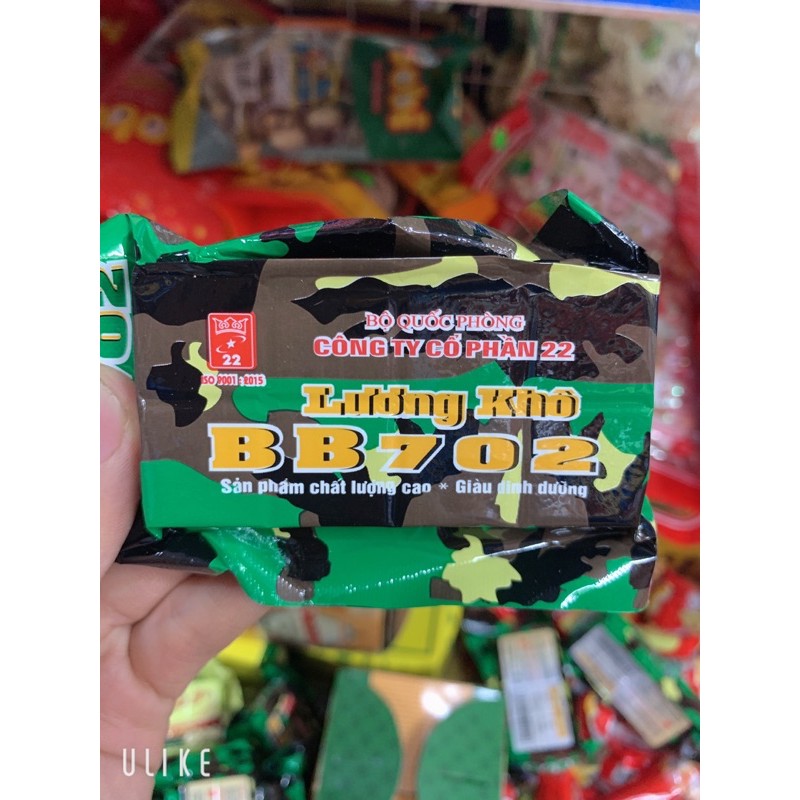 BỘ QUỐC PHÒNG
CÔNG TY CỔ PHẦN 22
22
ISO 9001 : 2015
Lương Khô
BB702
Sản phẩm chất lượng cao * Giàu dinh dưỡng
02
ULIKE